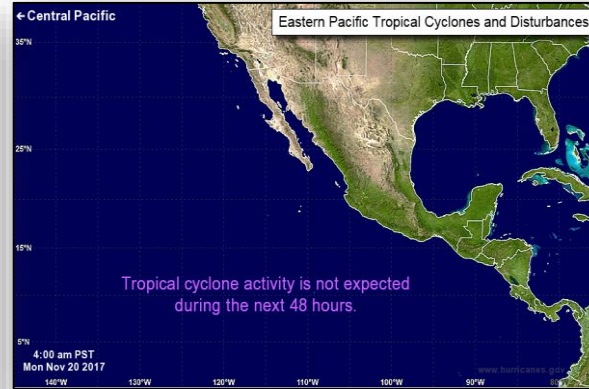 ←Central Pacific
Eastern Pacific Tropical Cyclones and Disturbances
35°N
25°N
15°N
Tropical cyclone activity is not expected
during the next 48 hours.
5°N
4:00 am PST
Mon Nov 20 2017
www.hurricanes.gov
140°W 130°W 120°W 110°W 100°W 90°W